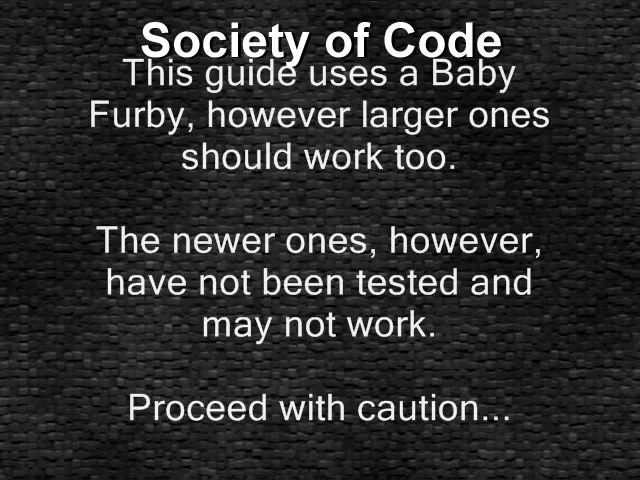 Society of Code
This guide uses a Baby
Furby, however larger ones
should work too.
The newer ones, however,
have not been tested and
may not work.
Proceed with caution...